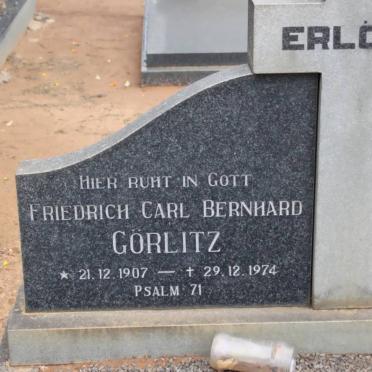 ERLÖ
HIER RUHT IN GOTT
FRIEDRICH CARL BERNHARD
GÖRLITZ
★ 21.12.1907 — † 29.12.1974
PSALM 71